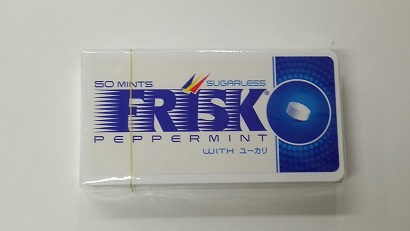 50 MINTS SUGARLESS
FRISK®
PEPPERMINT
WITH ユーカリ